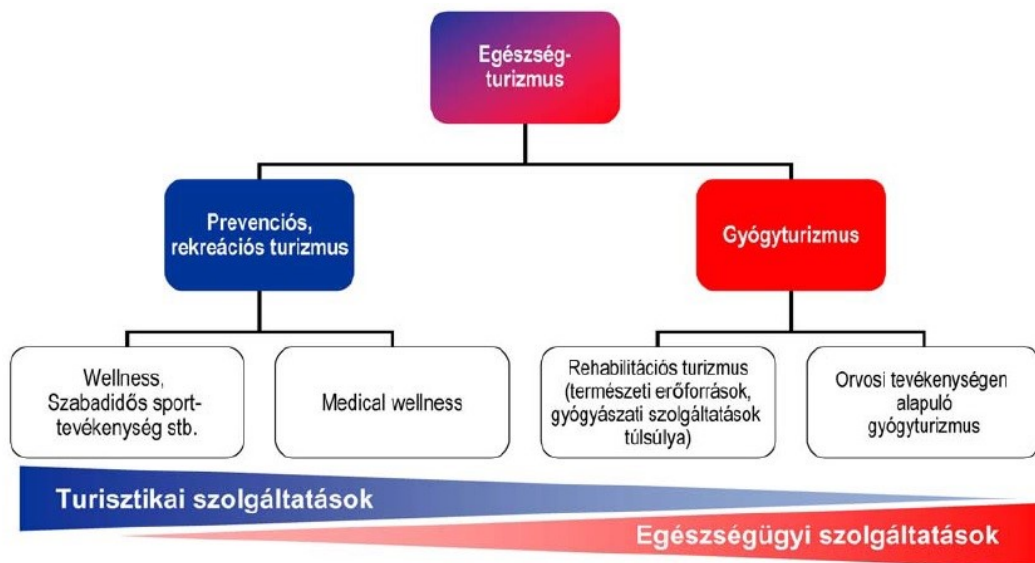 Egészség-
turizmus
Prevenciós,
rekreációs turizmus
Gyógyturizmus
Wellness,
Szabadidős sport-
tevékenység stb.
Medical wellness
Rehabilitációs turizmus
(természeti erőforrások,
gyógyászati szolgáltatások
túlsúlya)
Orvosi tevékenységen
alapuló
gyógyturizmus
Turisztikai szolgáltatások
Egészségügyi szolgáltatások